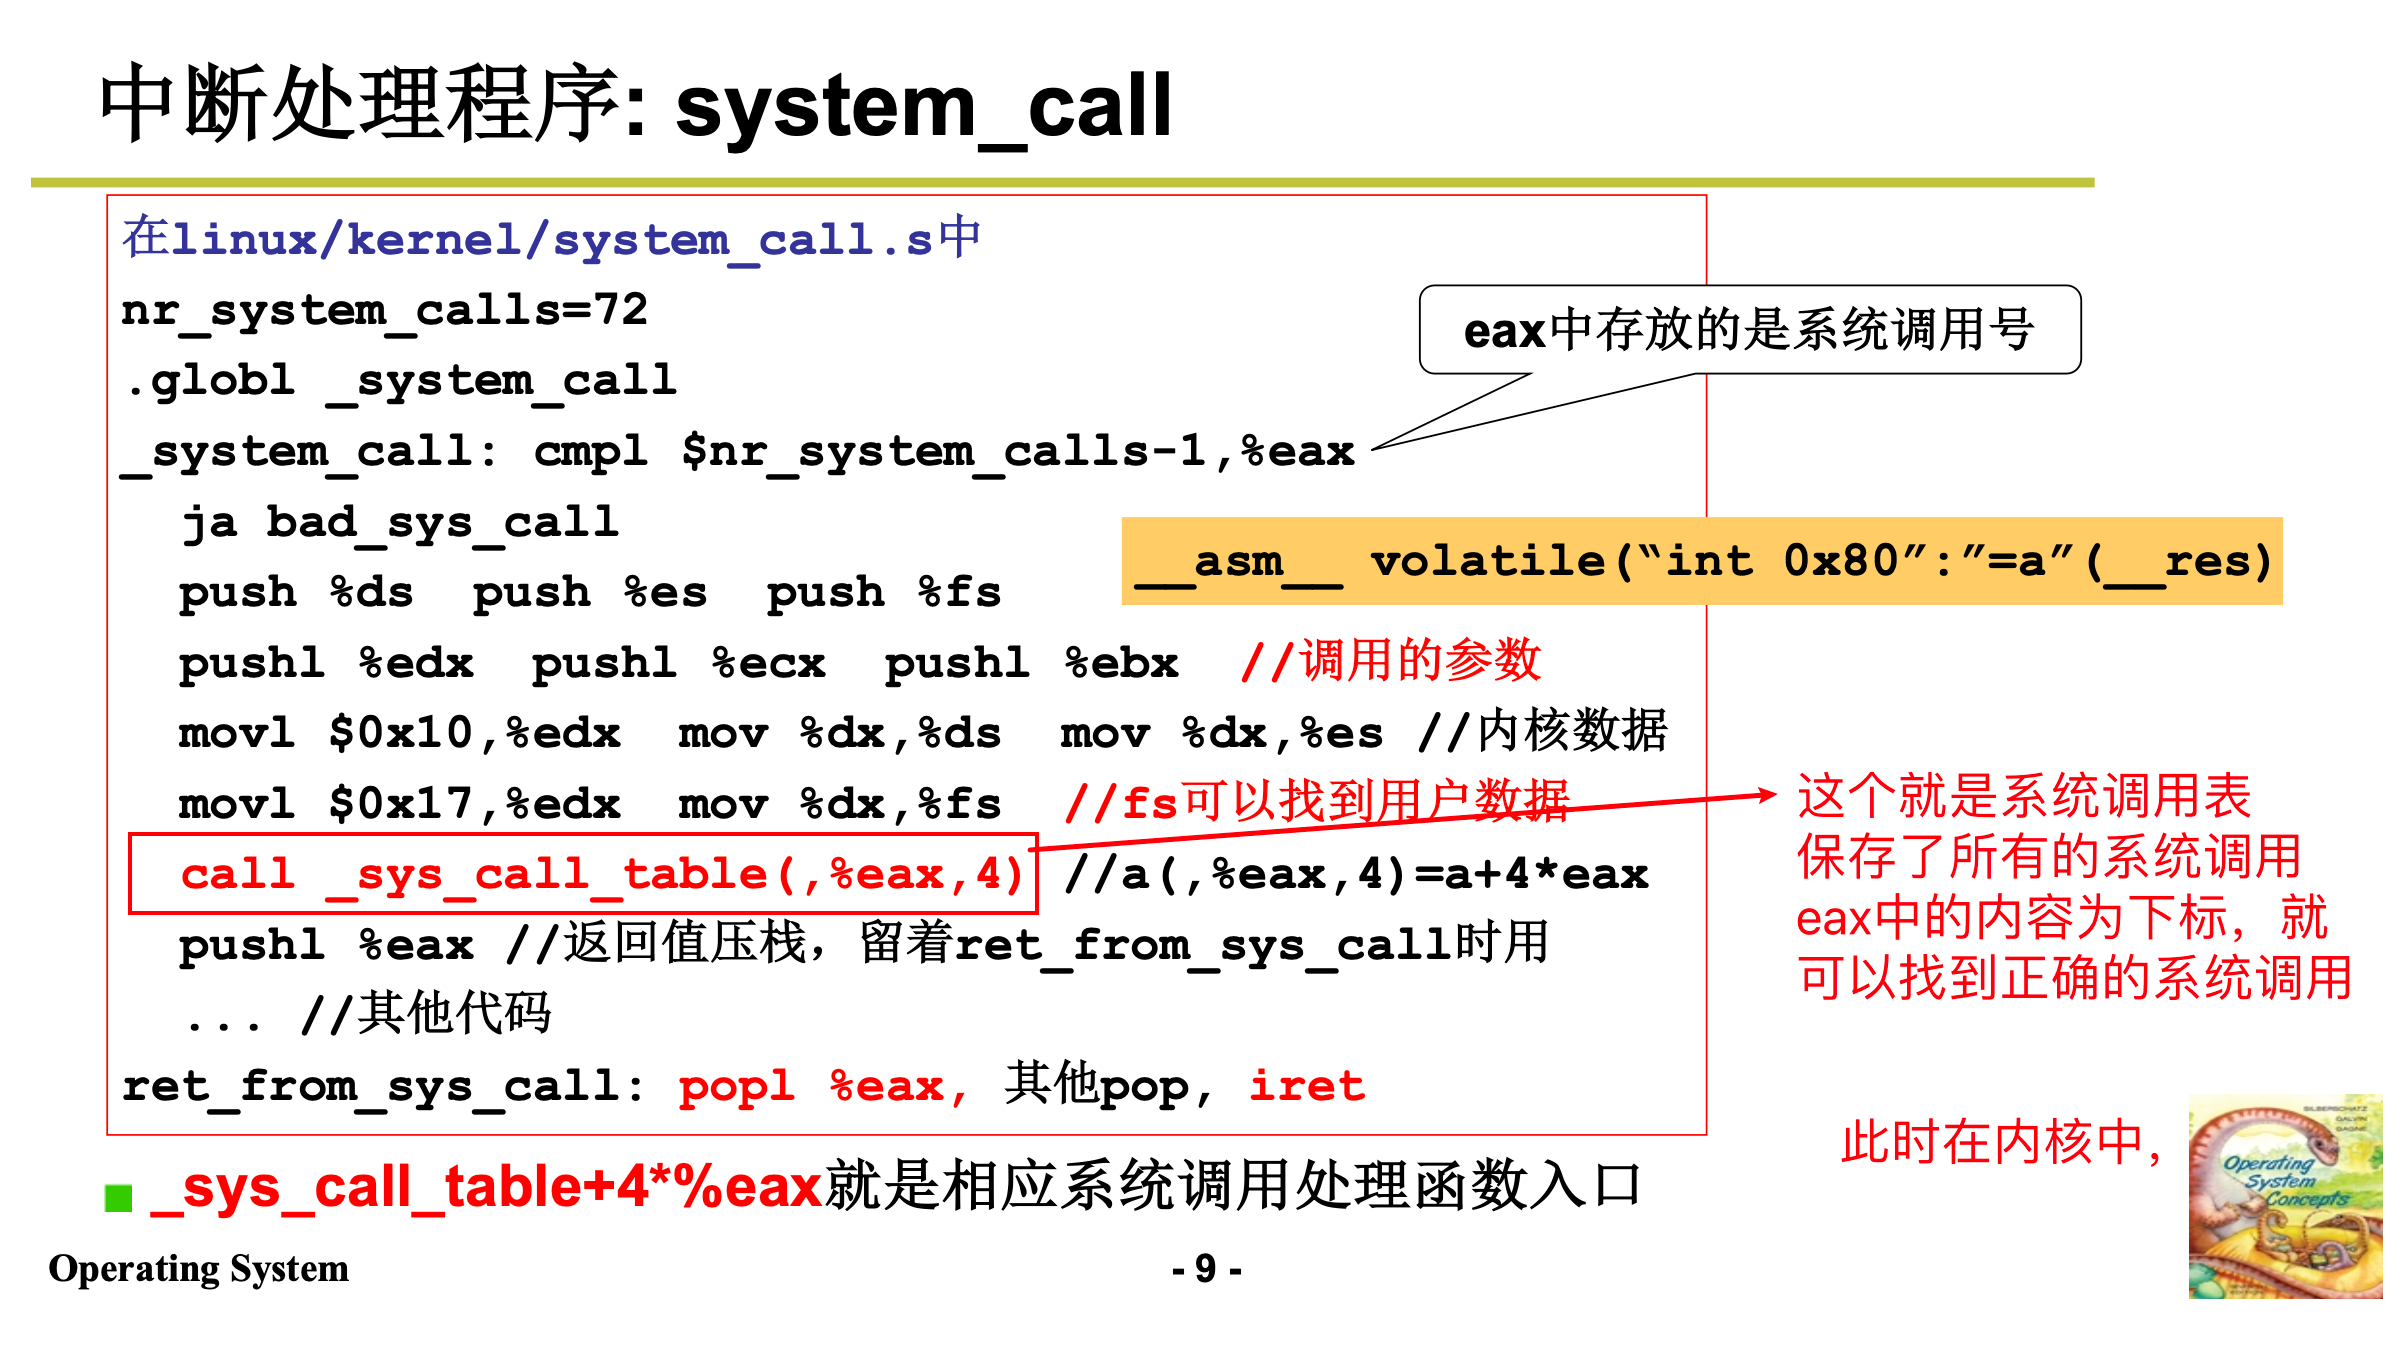 中断处理程序: system_call
在linux/kernel/system_call.s中
nr_system_calls=72
.globl _system_call
_system_call: cmpl $nr_system_calls-1,%eax
eax中存放的是系统调用号
ja bad_sys_call
__asm__ volatile(“int 0x80”:”=a”(__res)
push %ds push %es push %fs
pushl %edx pushl %ecx pushl %ebx //调用的参数
movl $0x10,%edx mov %dx,%ds mov %dx,%es //内核数据
movl $0x17,%edx mov %dx,%fs //fs可以找到用户数据
call _sys_call_table(,%eax,4) //a(,%eax,4)=a+4*eax
pushl %eax //返回值压栈，留着ret_from_sys_call时用
... //其他代码
ret_from_sys_call: popl %eax, 其他pop, iret
这个就是系统调用表
保存了所有的系统调用
eax中的内容为下标，就
可以找到正确的系统调用
此时在内核中，
_sys_call_table+4*%eax就是相应系统调用处理函数入口
SILBERSCHATZ
GALVIN
GAGNE
Operating
System
Concepts
Operating System
- 9 -